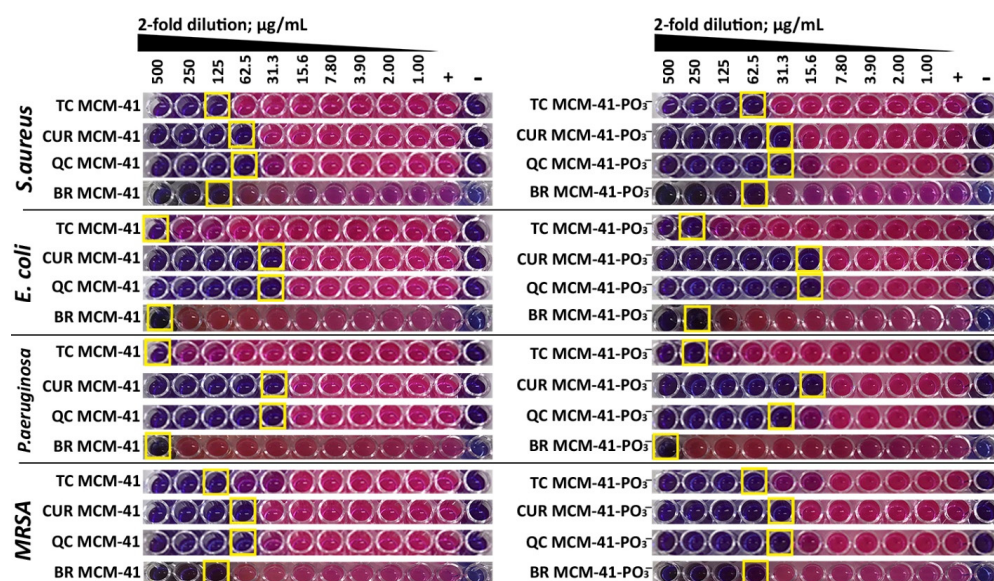 2-fold dilution; µg/mL
500 250 125 62.5 31.3 15.6 7.80 3.90 2.00 1.00 + -
S.aureus
TC MCM-41
CUR MCM-41
QC MCM-41
BR MCM-41
E. coli
TC MCM-41
CUR MCM-41
QC MCM-41
BR MCM-41
P.aeruginosa
TC MCM-41
CUR MCM-41
QC MCM-41
BR MCM-41
MRSA
TC MCM-41
CUR MCM-41
QC MCM-41
BR MCM-41
2-fold dilution; µg/mL
500 250 125 62.5 31.3 15.6 7.80 3.90 2.00 1.00 + -
TC MCM-41-PO₃⁻
CUR MCM-41-PO₃⁻
QC MCM-41-PO₃⁻
BR MCM-41-PO₃⁻
TC MCM-41-PO₃⁻
CUR MCM-41-PO₃⁻
QC MCM-41-PO₃⁻
BR MCM-41-PO₃⁻
TC MCM-41-PO₃⁻
CUR MCM-41-PO₃⁻
QC MCM-41-PO₃⁻
BR MCM-41-PO₃⁻
TC MCM-41-PO₃⁻
CUR MCM-41-PO₃⁻
QC MCM-41-PO₃⁻
BR MCM-41-PO₃⁻